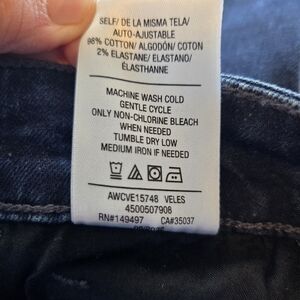 SELF/ DE LA MISMA TELA/
AUTO-AJUSTABLE
98% COTTON/ ALGODÓN/ COTON
2% ELASTANE/ ELASTANO/
ÉLASTHANNE
MACHINE WASH COLD
GENTLE CYCLE
ONLY NON-CHLORINE BLEACH
WHEN NEEDED
TUMBLE DRY LOW
MEDIUM IRON IF NEEDED
AWCVE15748 VELES
4500507908
RN#149497 CA#35037